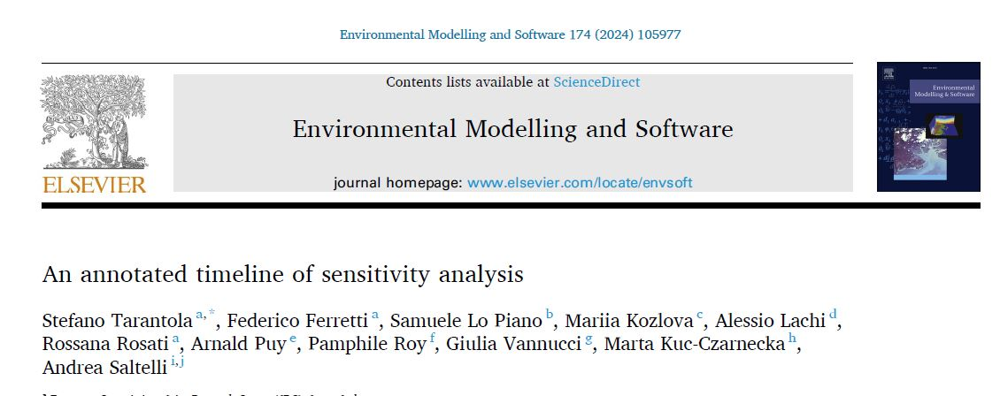 Environmental Modelling and Software 174 (2024) 105977
Contents lists available at ScienceDirect
Environmental Modelling and Software
journal homepage: www.elsevier.com/locate/envsoft
ELSEVIER
Environmental
Modelling & Software
An annotated timeline of sensitivity analysis
Stefano Tarantola a,*, Federico Ferretti a, Samuele Lo Piano b, Mariia Kozlova c, Alessio Lachi d,
Rossana Rosati a, Arnald Puy e, Pamphile Roy f, Giulia Vannucci g, Marta Kuc-Czarnecka h,
Andrea Saltelli i,j